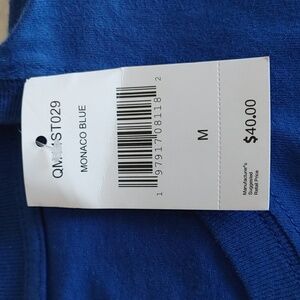 MONACO BLUE
1 97917 08118 2
M
$40.00
Manufacturer's
Suggested
Retail Price